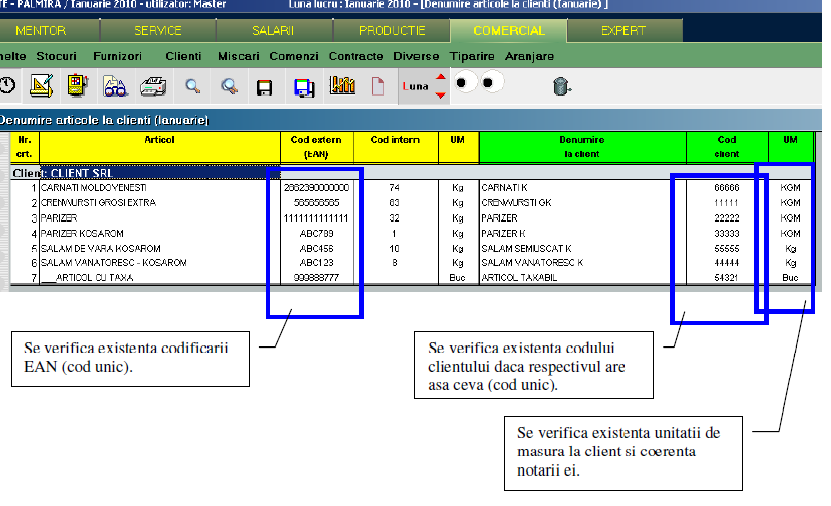 TE - PALMIRA / Ianuarie 2010 - utilizator: Master Luna lucru : Ianuarie 2010 - [Denumire articole la clienti (Ianuarie) ]
MENTOR SERVICE SALARII PRODUCTIE COMERCIAL EXPERT
nelte Stocuri Furnizori Clienti Miscari Comenzi Contracte Diverse Tiparire Aranjare
Luna
Denumire articole la clienti (Ianuarie)
Nr. crt. Articol Cod extern (EAN) Cod intern UM Denumire la client Cod client UM
Client: CLIENT SRL
1 CARNATI MOLDOVENESTI 2662390000000 74 Kg CARNATI K 66666 KGM
2 CRENWURSTI GROSI EXTRA 565656565 63 Kg CRENWURSTI GK 11111 KGM
3 PARIZER 1111111111111 32 Kg PARIZER 22222 KGM
4 PARIZER KOSAROM ABC789 1 Kg PARIZER K 33333 KGM
5 SALAM DE VARA KOSAROM ABC456 10 Kg SALAM SEMIUSCAT K 55555 Kg
6 SALAM VANATORESC - KOSAROM ABC123 8 Kg SALAM VANATORESC K 44444 Kg
7 __ARTICOL CU TAXA 999888777 Buc ARTICOL TAXABIL 54321 Buc
Se verifica existenta codificarii
EAN (cod unic).
Se verifica existenta codului
clientului daca respectivul are
asa ceva (cod unic).
Se verifica existenta unitatii de
masura la client si coerenta
notarii ei.